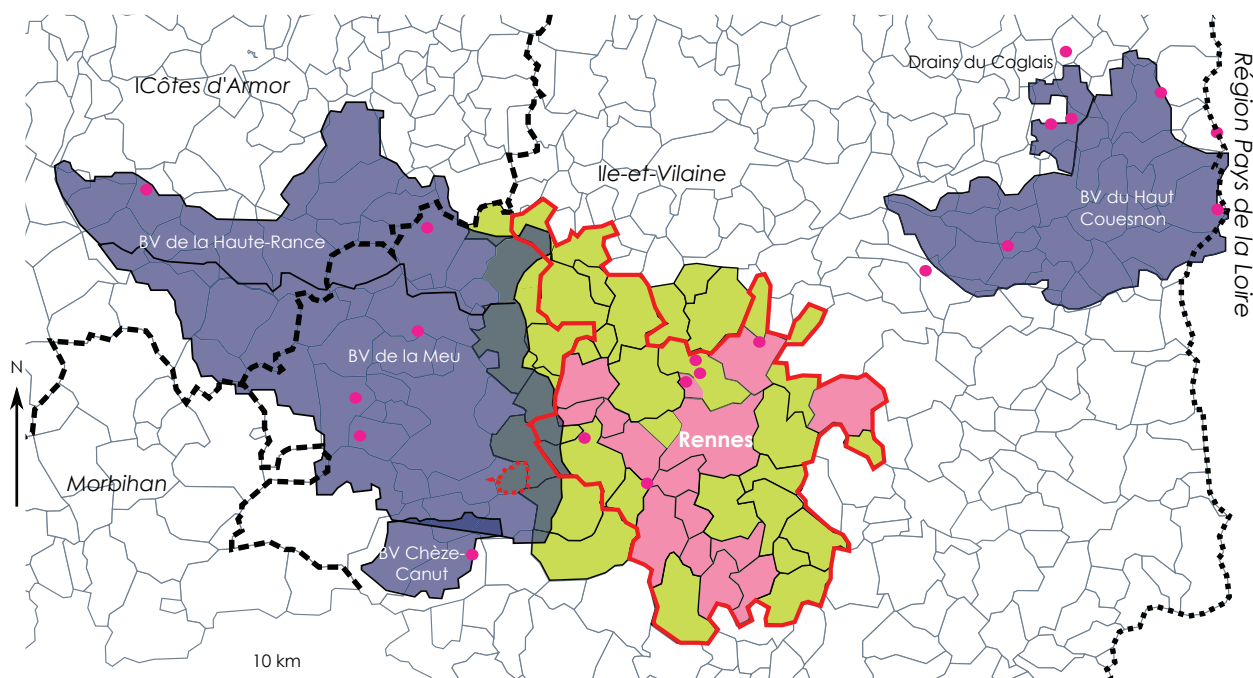 Drains du Coglais
ICôtes d'Armor
Région Pays de la Loire
Ile-et-Vilaine
BV du Haut
Couesnon
BV de la Haute-Rance
BV de la Meu
N
Rennes
Morbihan
BV Chèze-
Canut
10 km